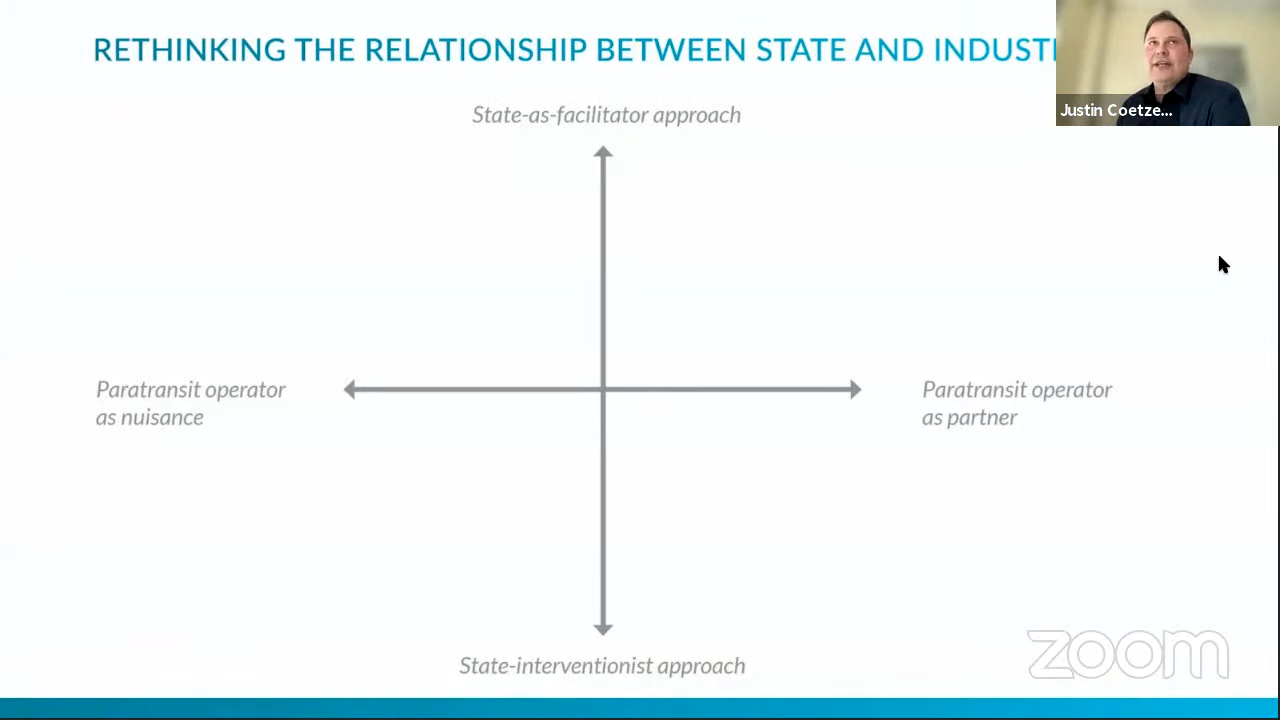 RETHINKING THE RELATIONSHIP BETWEEN STATE AND INDUST
Justin Coetze...
State-as-facilitator approach
Paratransit operator
as nuisance
Paratransit operator
as partner
State-interventionist approach
zoom